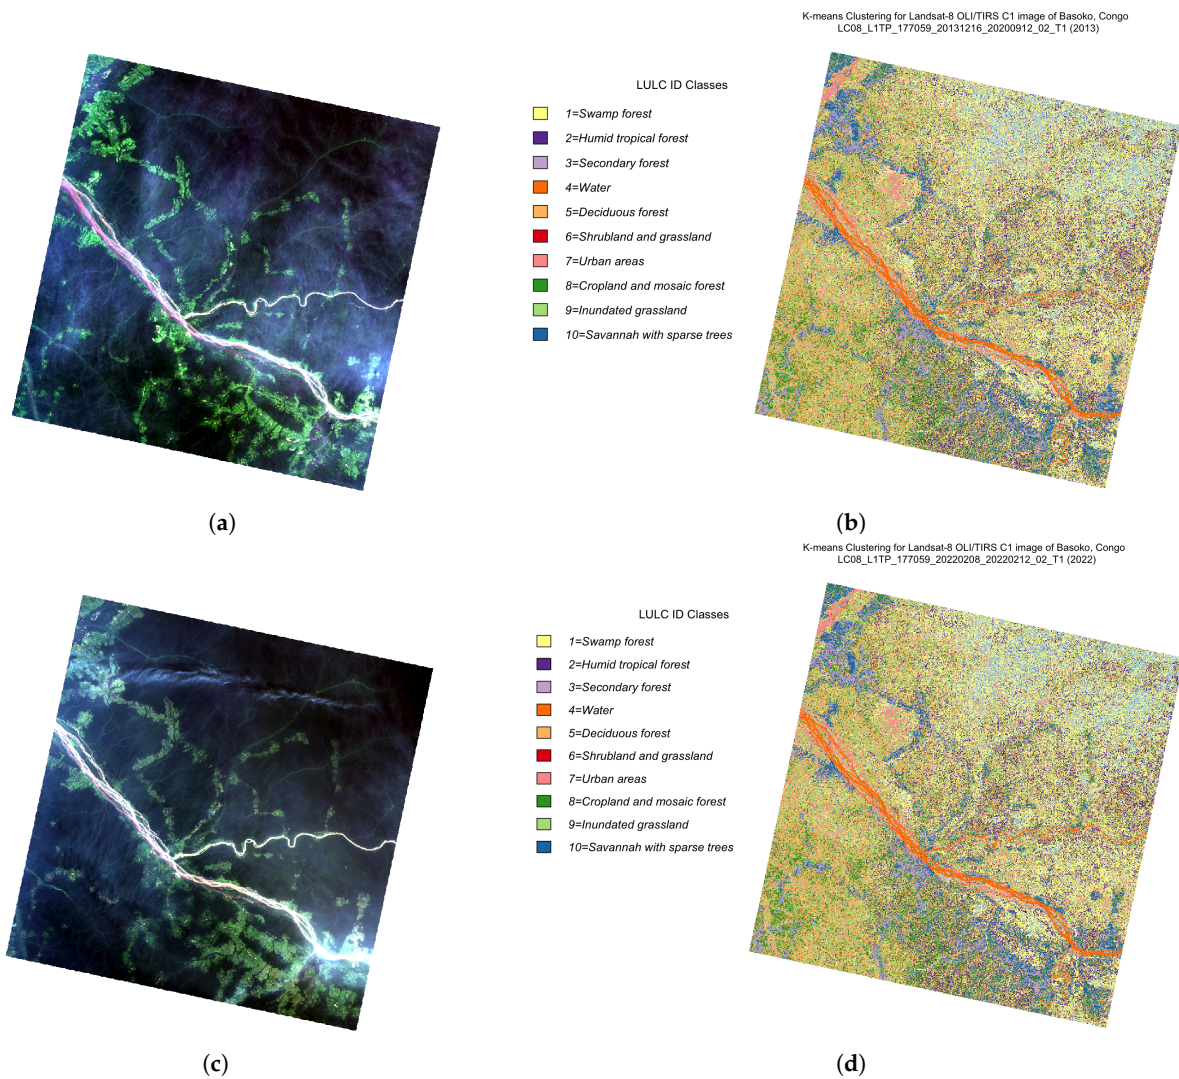 K-means Clustering for Landsat-8 OLI/TIRS C1 image of Basoko, Congo
LC08_L1TP_177059_20131216_20200912_02_T1 (2013)
LULC ID Classes
1=Swamp forest
2=Humid tropical forest
3=Secondary forest
4=Water
5=Deciduous forest
6=Shrubland and grassland
7=Urban areas
8=Cropland and mosaic forest
9=Inundated grassland
10=Savannah with sparse trees
(a)
(b)
K-means Clustering for Landsat-8 OLI/TIRS C1 image of Basoko, Congo
LC08_L1TP_177059_20220208_20220212_02_T1 (2022)
LULC ID Classes
1=Swamp forest
2=Humid tropical forest
3=Secondary forest
4=Water
5=Deciduous forest
6=Shrubland and grassland
7=Urban areas
8=Cropland and mosaic forest
9=Inundated grassland
10=Savannah with sparse trees
(c)
(d)